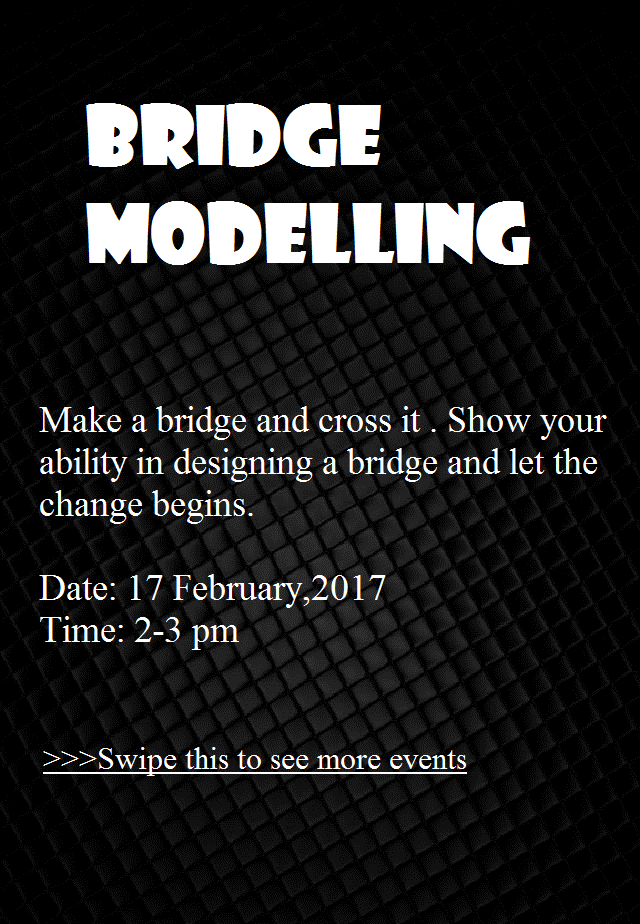 BRIDGE
MODELLING
Make a bridge and cross it . Show your
ability in designing a bridge and let the
change begins.
Date: 17 February,2017
Time: 2-3 pm
>>>Swipe this to see more events